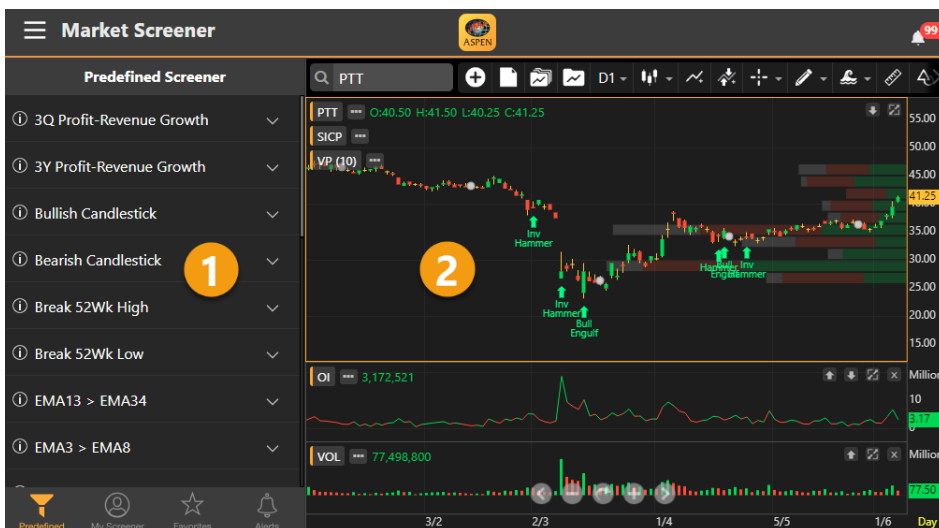 Market Screener
ASPEN
99
Predefined Screener
3Q Profit-Revenue Growth
3Y Profit-Revenue Growth
Bullish Candlestick
Bearish Candlestick
Break 52Wk High
Break 52Wk Low
EMA13 > EMA34
EMA3 > EMA8
Predefined
My Screener
Favorites
Alerts
1
PTT
D1
PTT O:40.50 H:41.50 L:40.25 C:41.25
SICP
VP (10)
2
Inv
Hammer
Inv
Hammer
Bull
Engulf
Inv
Hammer
55.00
50.00
45.00
41.25
35.00
30.00
25.00
20.00
15.00
OI 3,172,521
Million
10
3.17
0
VOL 77,498,800
Million
77.50
3/2
2/3
1/4
5/5
1/6
Day